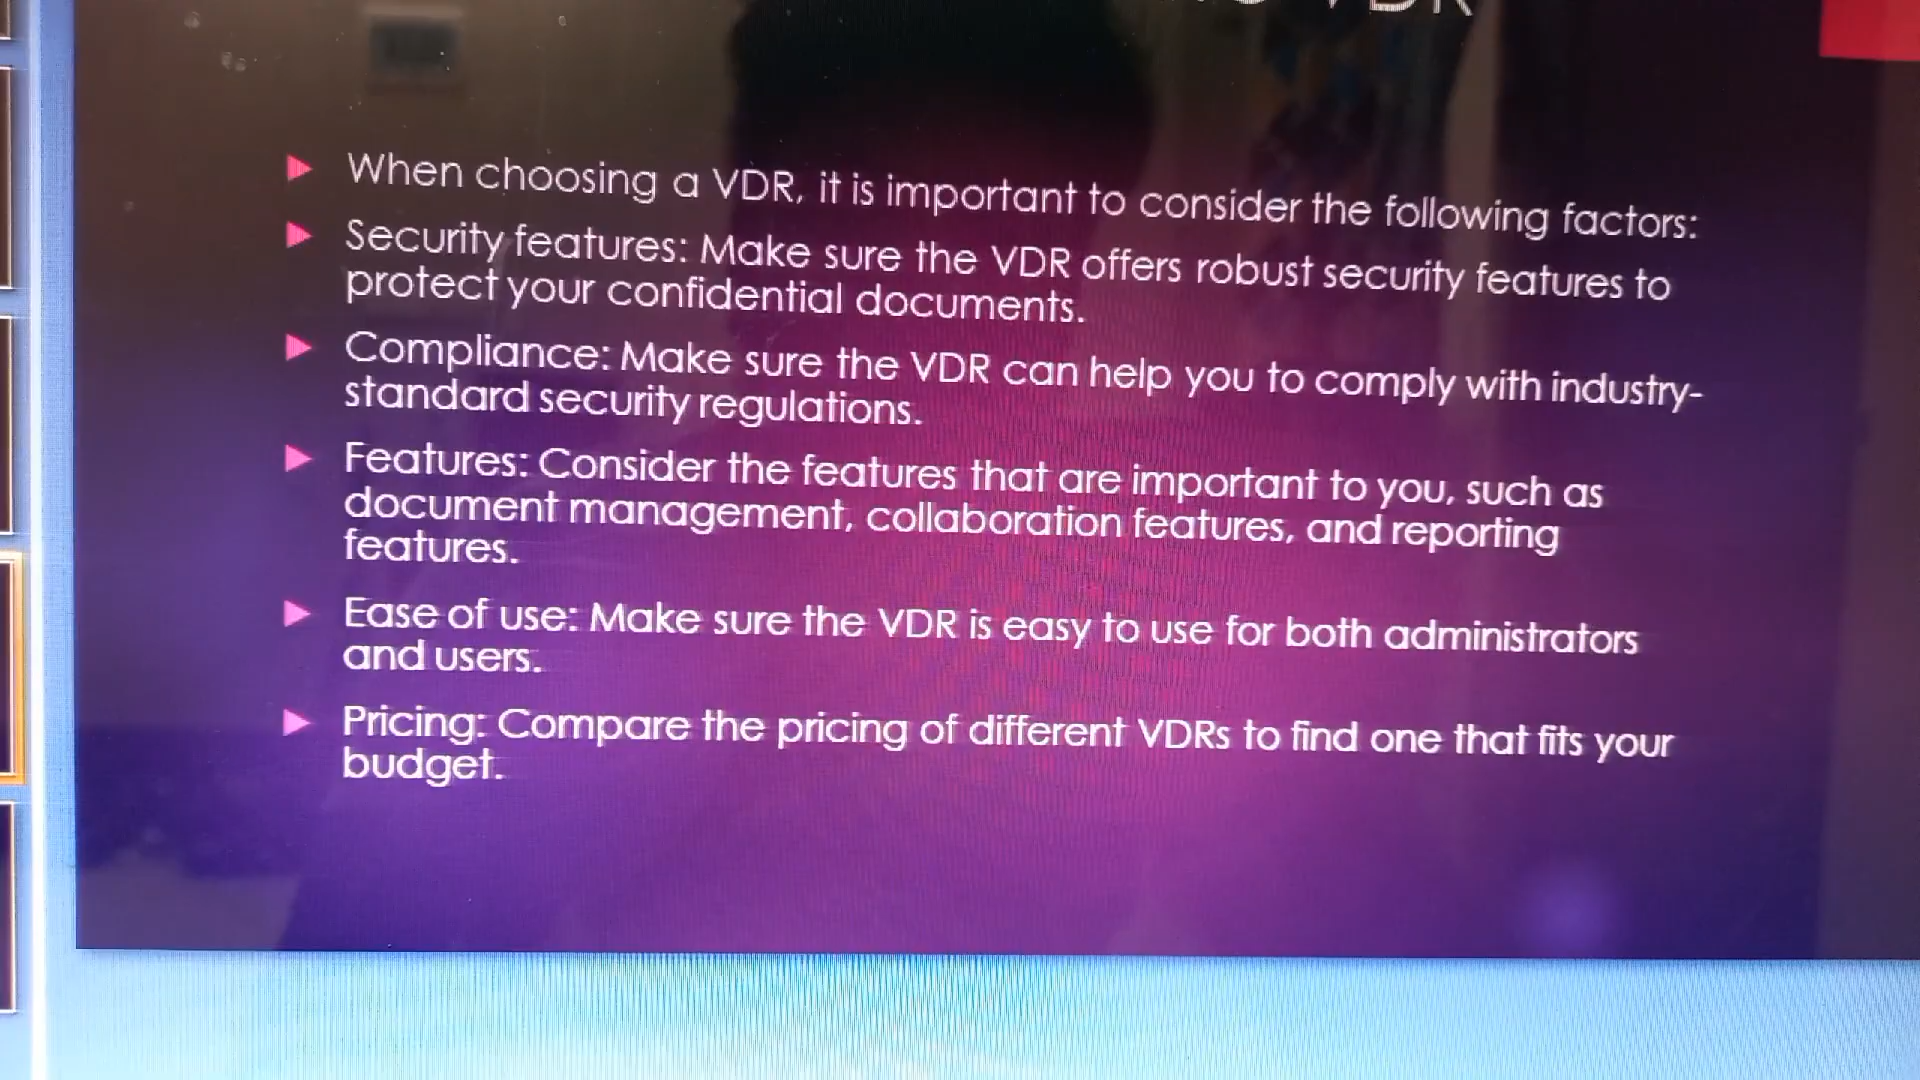 VDR
When choosing a VDR, it is important to consider the following factors:
Security features: Make sure the VDR offers robust security features to
protect your confidential documents.
Compliance: Make sure the VDR can help you to comply with industry-
standard security regulations.
Features: Consider the features that are important to you, such as
document management, collaboration features, and reporting
features.
Ease of use: Make sure the VDR is easy to use for both administrators
and users.
Pricing: Compare the pricing of different VDRs to find one that fits your
budget.